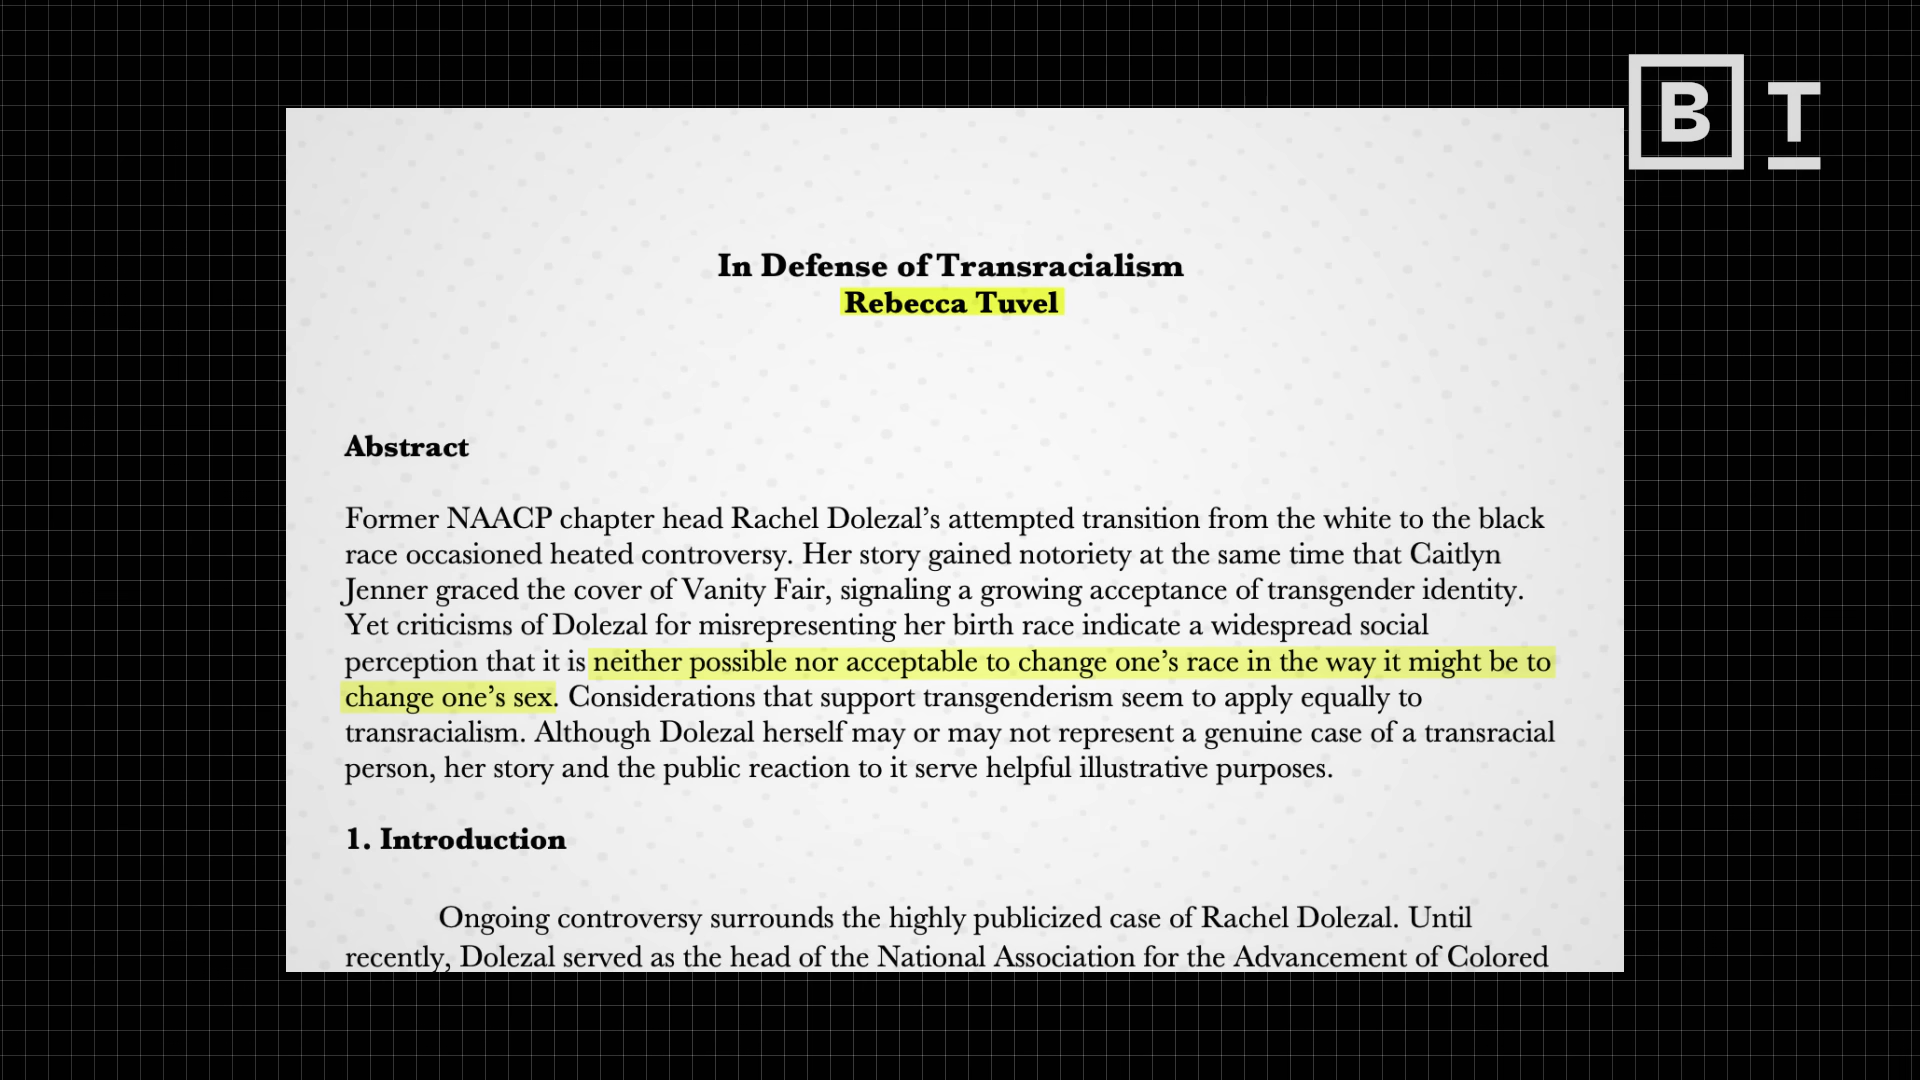 B T
In Defense of Transracialism
Rebecca Tuvel
Abstract
Former NAACP chapter head Rachel Dolezal’s attempted transition from the white to the black
race occasioned heated controversy. Her story gained notoriety at the same time that Caitlyn
Jenner graced the cover of Vanity Fair, signaling a growing acceptance of transgender identity.
Yet criticisms of Dolezal for misrepresenting her birth race indicate a widespread social
perception that it is neither possible nor acceptable to change one’s race in the way it might be to
change one’s sex. Considerations that support transgenderism seem to apply equally to
transracialism. Although Dolezal herself may or may not represent a genuine case of a transracial
person, her story and the public reaction to it serve helpful illustrative purposes.
1. Introduction
Ongoing controversy surrounds the highly publicized case of Rachel Dolezal. Until
recently, Dolezal served as the head of the National Association for the Advancement of Colored